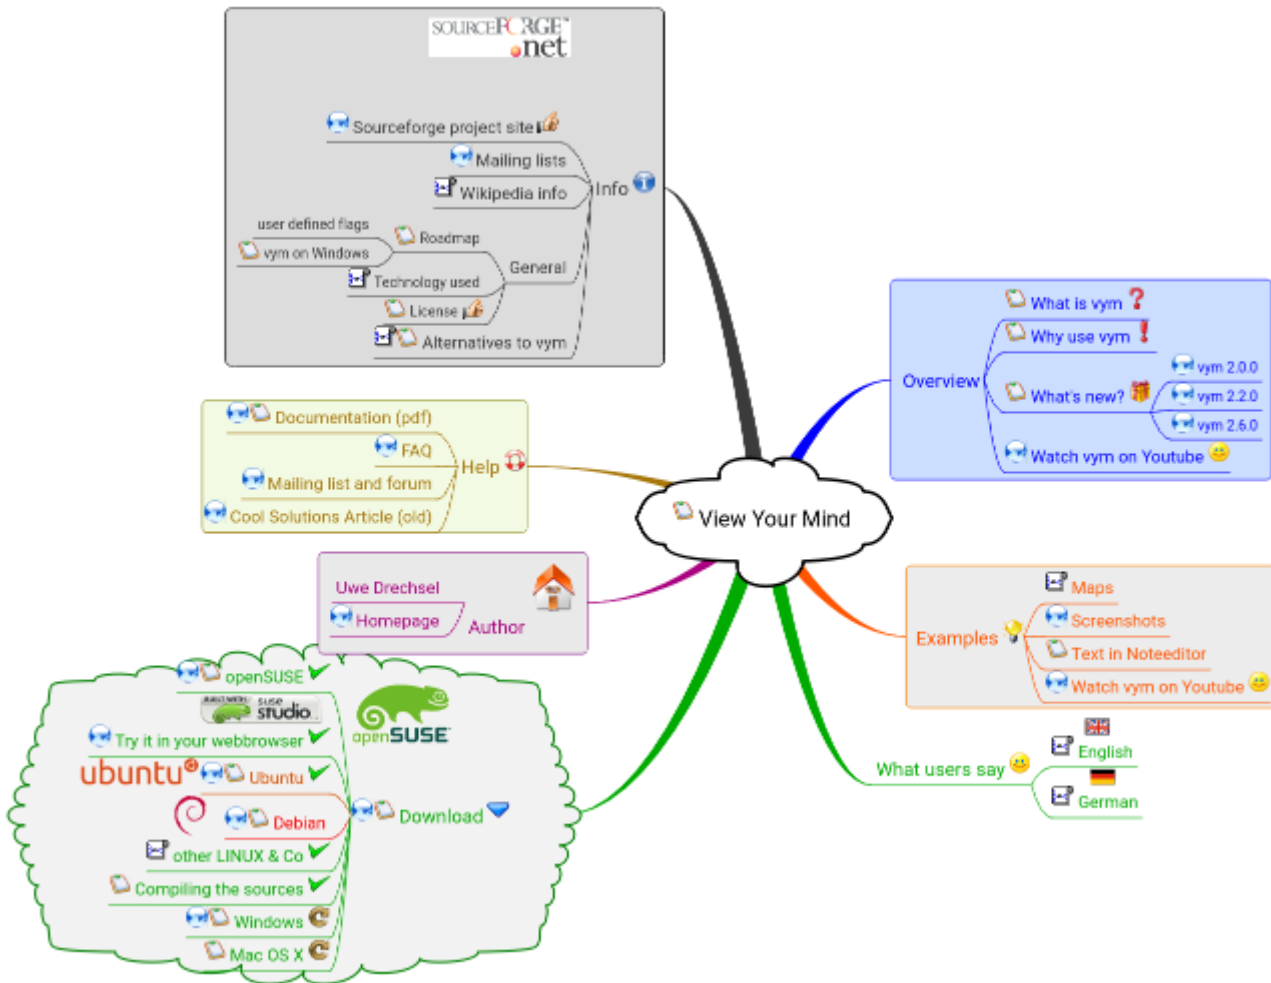 SOURCEFORGE™
.net
Sourceforge project site
Mailing lists
Wikipedia info
Info
user defined flags
vym on Windows
Roadmap
Technology used
General
License
Alternatives to vym
Documentation (pdf)
FAQ
Mailing list and forum
Cool Solutions Article (old)
Help
Uwe Drechsel
Homepage
Author
openSUSE
BUILT WITH
suse
studio
Try it in your webbrowser
ubuntu
Ubuntu
Debian
other LINUX & Co
Compiling the sources
Windows
Mac OS X
openSUSE
Download
View Your Mind
Overview
What is vym
Why use vym
What's new?
vym 2.0.0
vym 2.2.0
vym 2.6.0
Watch vym on Youtube
Examples
Maps
Screenshots
Text in Noteeditor
Watch vym on Youtube
What users say
English
German